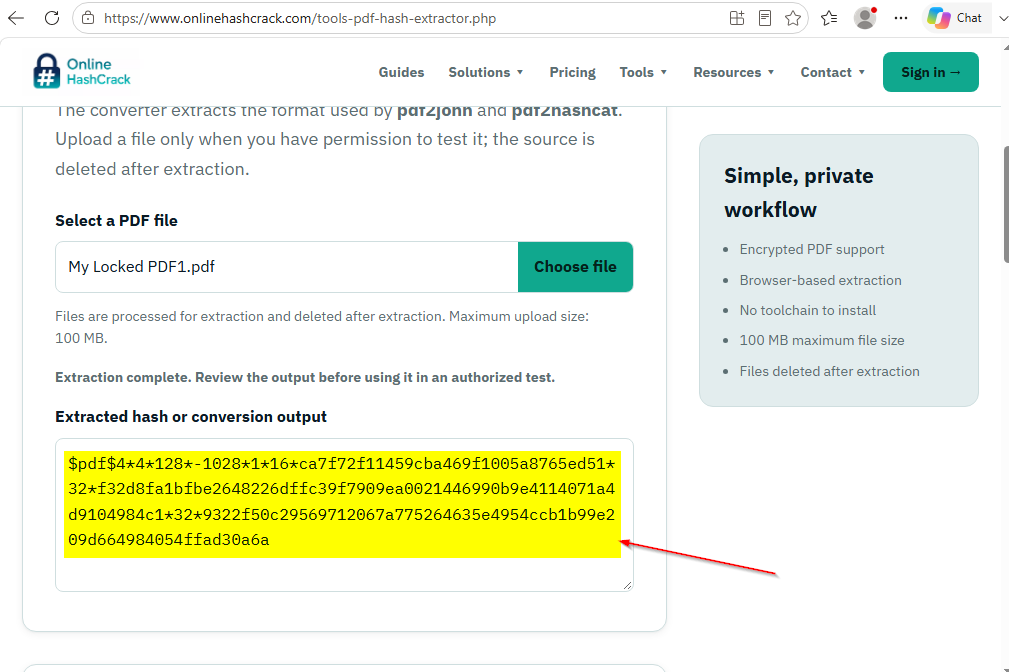 https://www.onlinehashcrack.com/tools-pdf-hash-extractor.php
Chat
Online
HashCrack
Guides
Solutions
Pricing
Tools
Resources
Contact
Sign in →
The converter extracts the format used by pdf2john and pdf2hashcat.
Upload a file only when you have permission to test it; the source is
deleted after extraction.
Select a PDF file
My Locked PDF1.pdf
Choose file
Files are processed for extraction and deleted after extraction. Maximum upload size:
100 MB.
Extraction complete. Review the output before using it in an authorized test.
Extracted hash or conversion output
$pdf$4*4*128*-1028*1*16*ca7f72f11459cba469f1005a8765ed51*
32*f32d8fa1bfbe2648226dffc39f7909ea0021446990b9e4114071a4
d9104984c1*32*9322f50c29569712067a775264635e4954ccb1b99e2
09d664984054ffad30a6a
Simple, private
workflow
Encrypted PDF support
Browser-based extraction
No toolchain to install
100 MB maximum file size
Files deleted after extraction